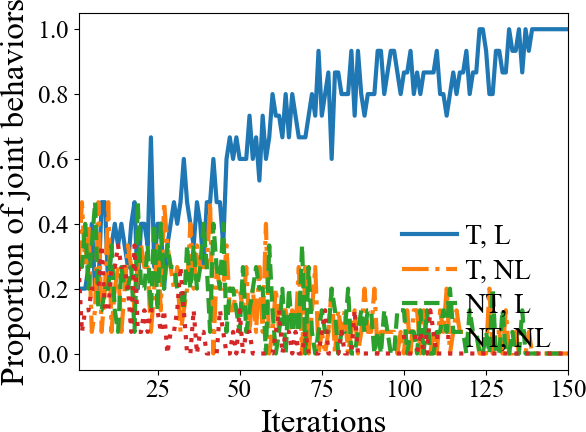 Proportion of joint behaviors
1.0
0.8
0.6
0.4
0.2
0.0
T, L
T, NL
NT, L
NT, NL
25 50 75 100 125 150
Iterations